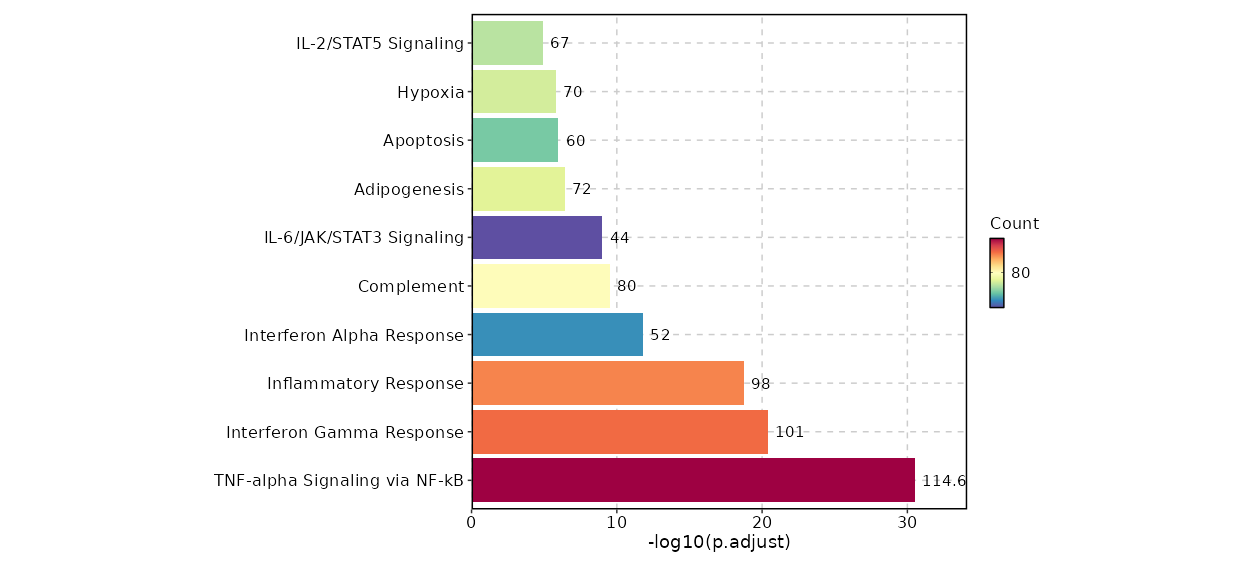 IL-2/STAT5 Signaling 67
Hypoxia 70
Apoptosis 60
Adipogenesis 72
IL-6/JAK/STAT3 Signaling 44
Complement 80
Interferon Alpha Response 52
Inflammatory Response 98
Interferon Gamma Response 101
TNF-alpha Signaling via NF-kB 114.6
0 10 20 30
-log10(p.adjust)
Count
80